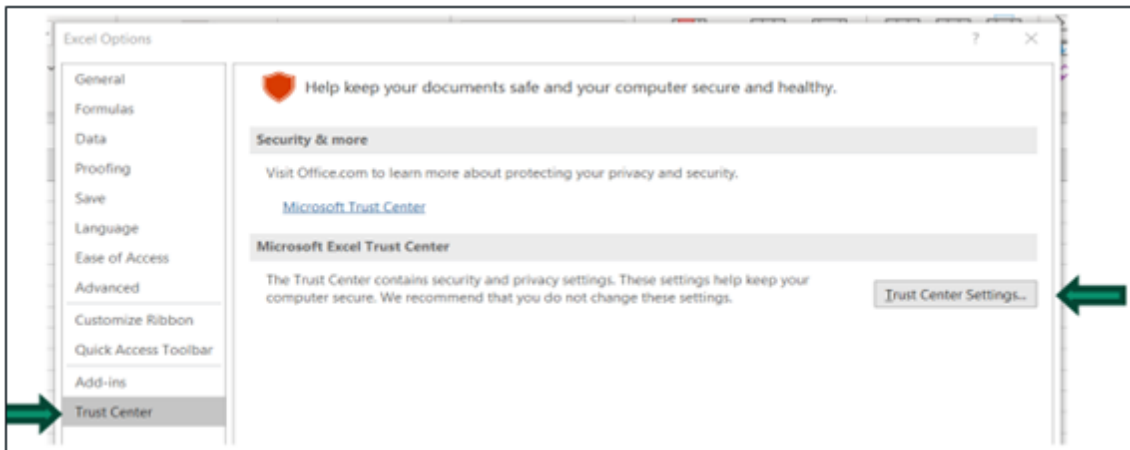 Excel Options
?
General
Formulas
Data
Proofing
Save
Language
Ease of Access
Advanced
Customize Ribbon
Quick Access Toolbar
Add-ins
Trust Center
Help keep your documents safe and your computer secure and healthy.
Security & more
Visit Office.com to learn more about protecting your privacy and security.
Microsoft Trust Center
Microsoft Excel Trust Center
The Trust Center contains security and privacy settings. These settings help keep your
computer secure. We recommend that you do not change these settings.
Trust Center Settings...